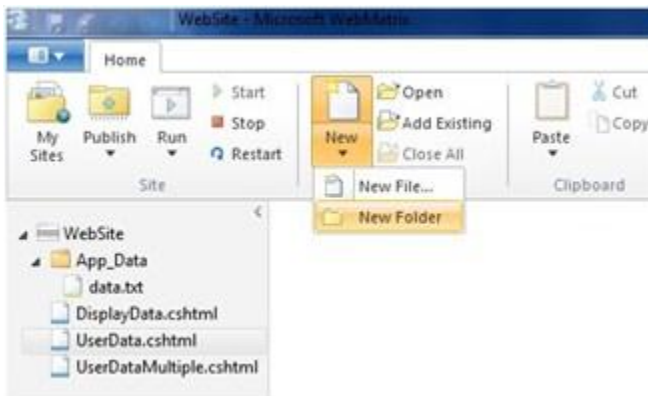 WebSite - Microsoft WebMatrix
Home
My Sites
Publish
Run
Start
Stop
Restart
Site
New
Open
Add Existing
Close All
New File...
New Folder
Paste
Cut
Copy
Clipboard
WebSite
App_Data
data.txt
DisplayData.cshtml
UserData.cshtml
UserDataMultiple.cshtml